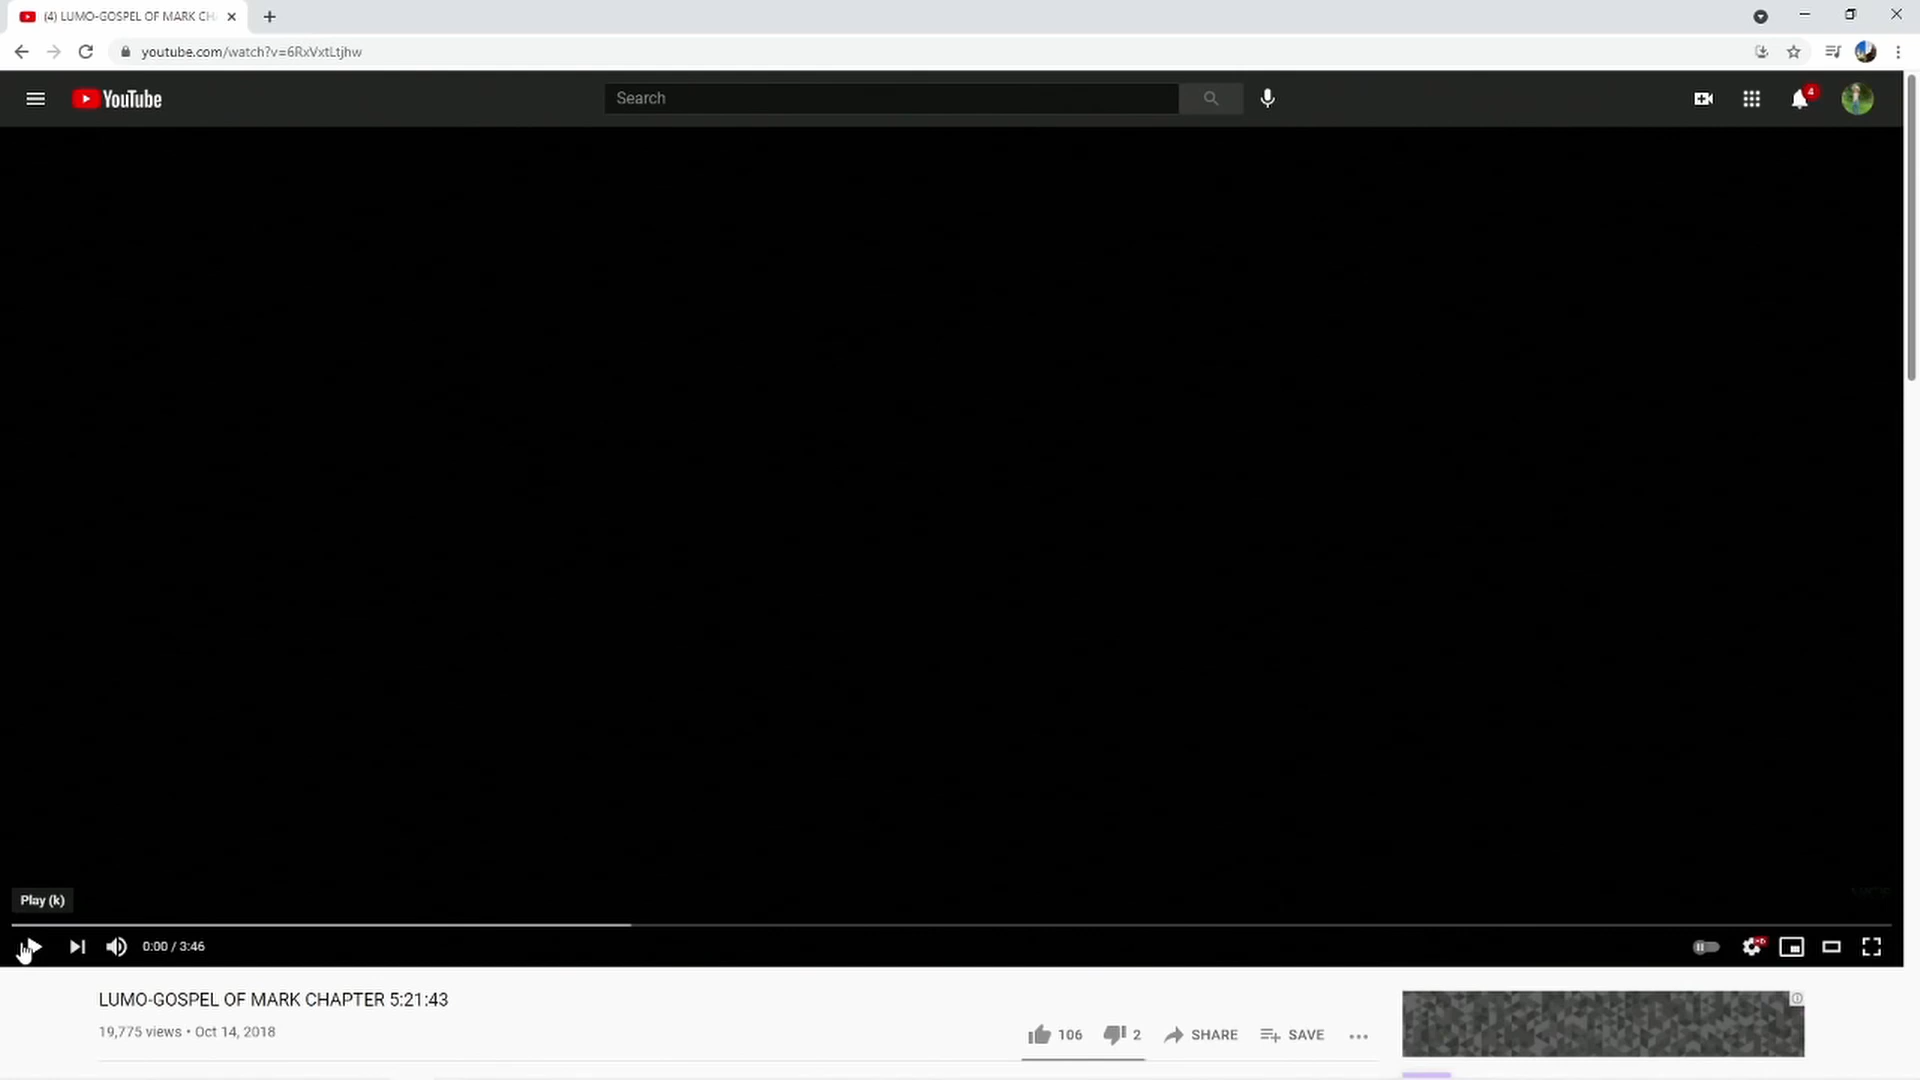 (4) LUMO-GOSPEL OF MARK CH
youtube.com/watch?v=6RxVxtLtjhw
YouTube
Search
4
Play (k)
0:00 / 3:46
LUMO-GOSPEL OF MARK CHAPTER 5:21:43
19,775 views • Oct 14, 2018
106
2
SHARE
SAVE